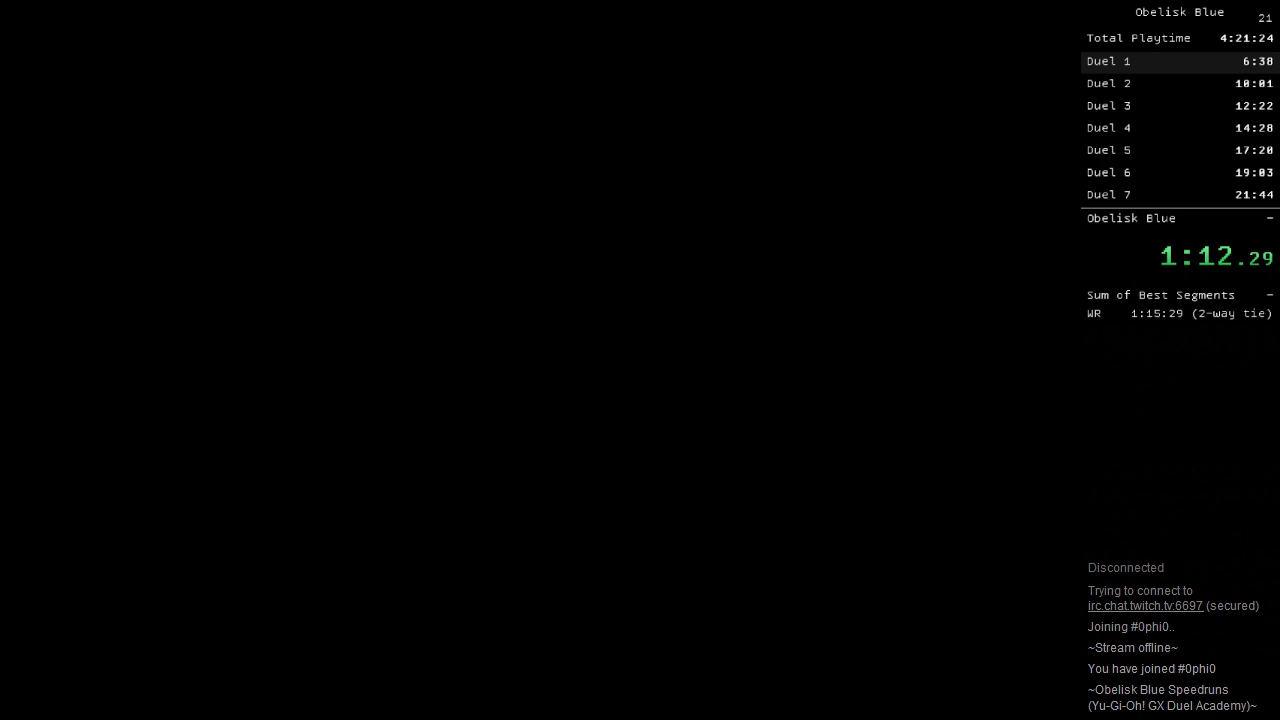 Obelisk Blue
21
Total Playtime 4:21:24
Duel 1 6:38
Duel 2 10:01
Duel 3 12:22
Duel 4 14:28
Duel 5 17:20
Duel 6 19:03
Duel 7 21:44
Obelisk Blue –
1:12.29
Sum of Best Segments –
WR 1:15:29 (2-way tie)
Disconnected
Trying to connect to
irc.chat.twitch.tv:6697 (secured)
Joining #0phi0..
~Stream offline~
You have joined #0phi0
~Obelisk Blue Speedruns
(Yu-Gi-Oh! GX Duel Academy)~